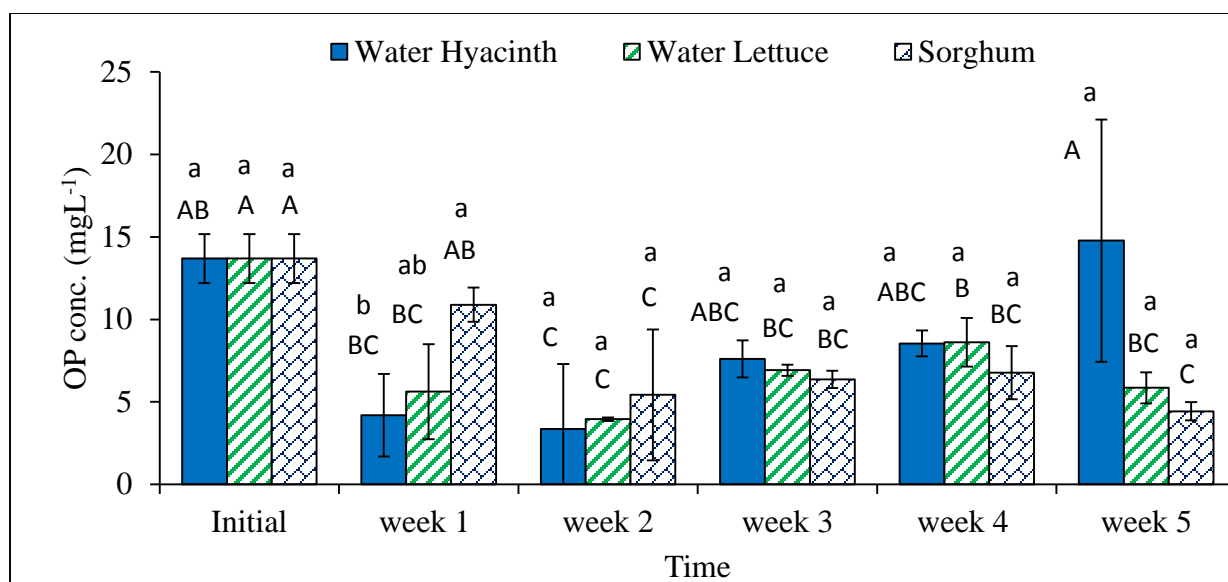 Water Hyacinth Water Lettuce Sorghum
OP conc. (mgL-1)
25
20
15
10
5
0
a a a
AB A A
b ab a
BC BC AB
a a a
C C C
a a a
ABC BC BC
a a a
ABC B BC
a a a
A BC C
Initial week 1 week 2 week 3 week 4 week 5
Time